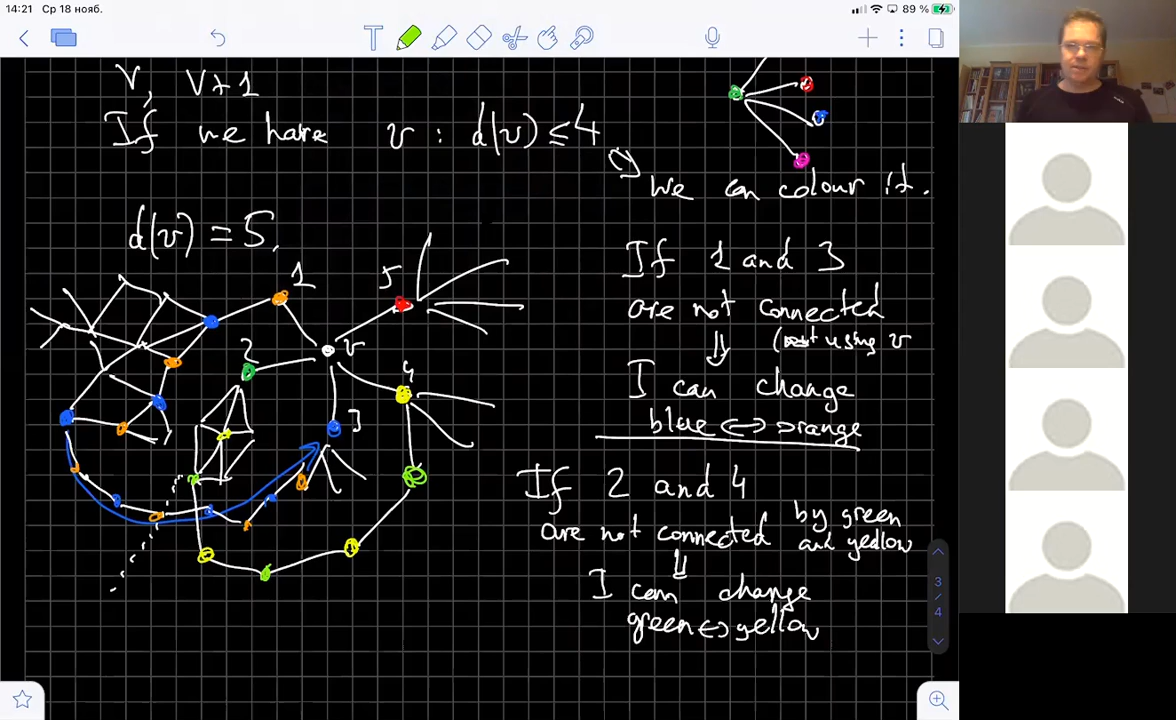 14:21 Ср 18 нояб.
89 %
V, V+1
If we have v : d(v) ≤ 4
we can colour it.
d(v) = 5,
1
5
2
v
4
3
If 1 and 3
are not connected
using v
I can change
blue <=> orange
If 2 and 4
are not connected by green
and yellow
I can change
green <=> yellow
3
/
4